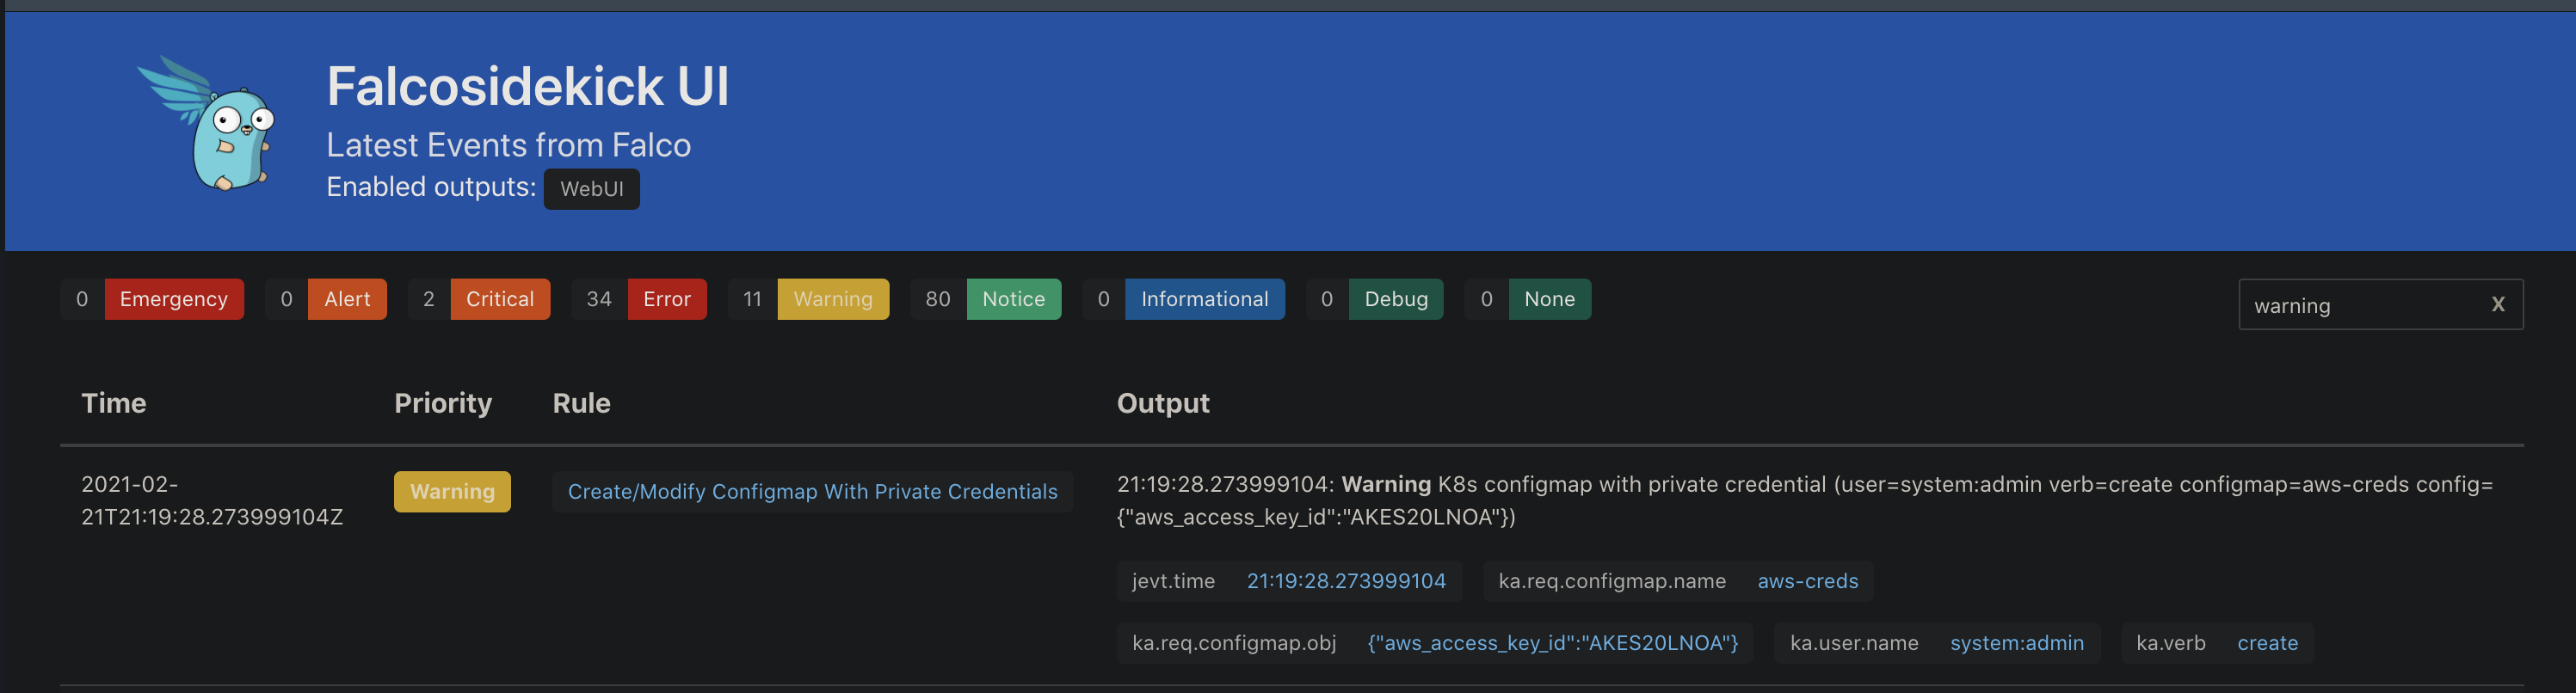 Falcosidekick UI
Latest Events from Falco
Enabled outputs: WebUI
0 Emergency 0 Alert 2 Critical 34 Error 11 Warning 80 Notice 0 Informational 0 Debug 0 None warning X
Time Priority Rule Output
2021-02-
21T21:19:28.273999104Z
Warning
Create/Modify Configmap With Private Credentials
21:19:28.273999104: Warning K8s configmap with private credential (user=system:admin verb=create configmap=aws-creds config=
{"aws_access_key_id":"AKES20LNOA"})
jevt.time 21:19:28.273999104 ka.req.configmap.name aws-creds
ka.req.configmap.obj {"aws_access_key_id":"AKES20LNOA"} ka.user.name system:admin ka.verb create